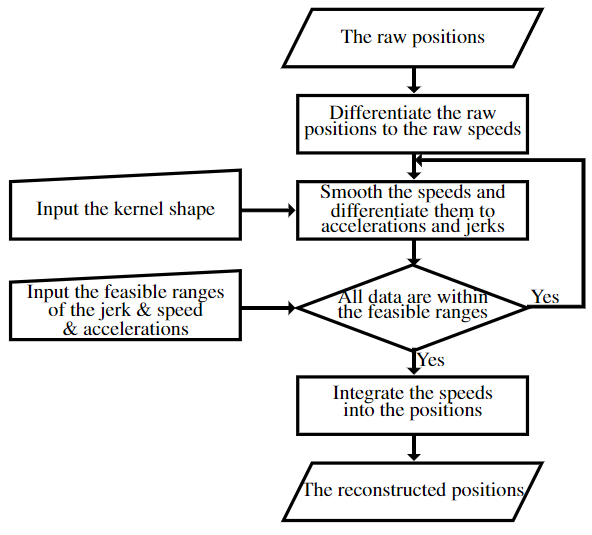 The raw positions
Differentiate the raw
positions to the raw speeds
Input the kernel shape
Smooth the speeds and
differentiate them to
accelerations and jerks
Input the feasible ranges
of the jerk & speed
& accelerations
All data are within
the feasible ranges
Yes
Yes
Integrate the speeds
into the positions
The reconstructed positions